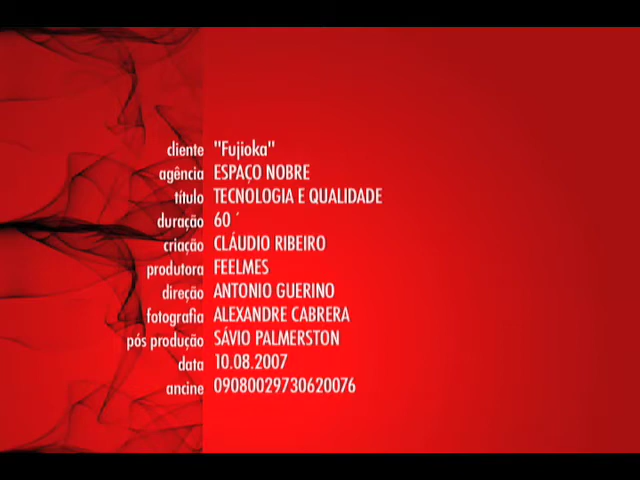 cliente "Fujioka"
agência ESPAÇO NOBRE
título TECNOLOGIA E QUALIDADE
duração 60 ´
criação CLÁUDIO RIBEIRO
produtora FEELMES
direção ANTONIO GUERINO
fotografia ALEXANDRE CABRERA
pós produção SÁVIO PALMERSTON
data 10.08.2007
ancine 09080029730620076